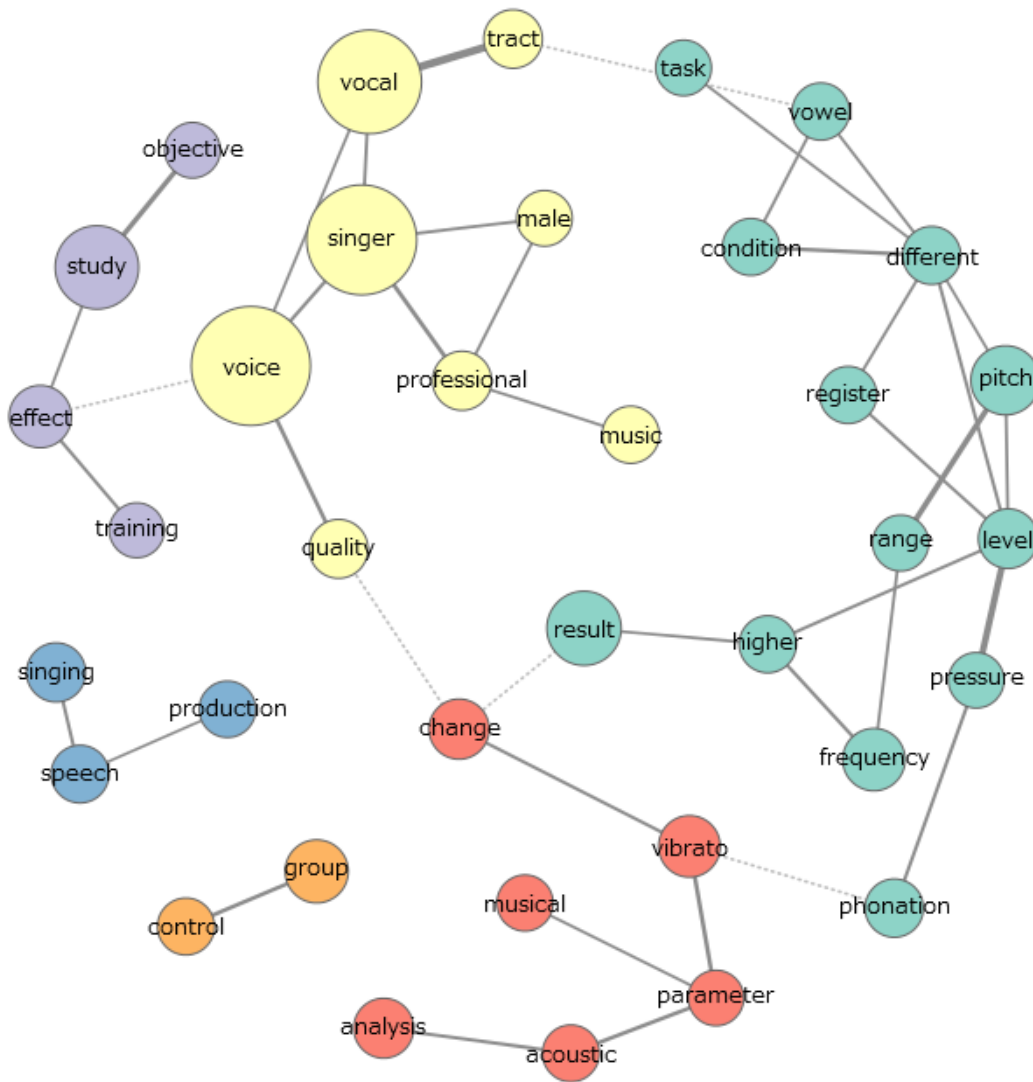 tract
task
vocal
vowel
objective
male
singer
condition
different
study
voice
professional
register
pitch
effect
music
training
quality
range
level
result
higher
singing
pressure
production
change
frequency
speech
vibrato
group
musical
phonation
control
parameter
analysis
acoustic